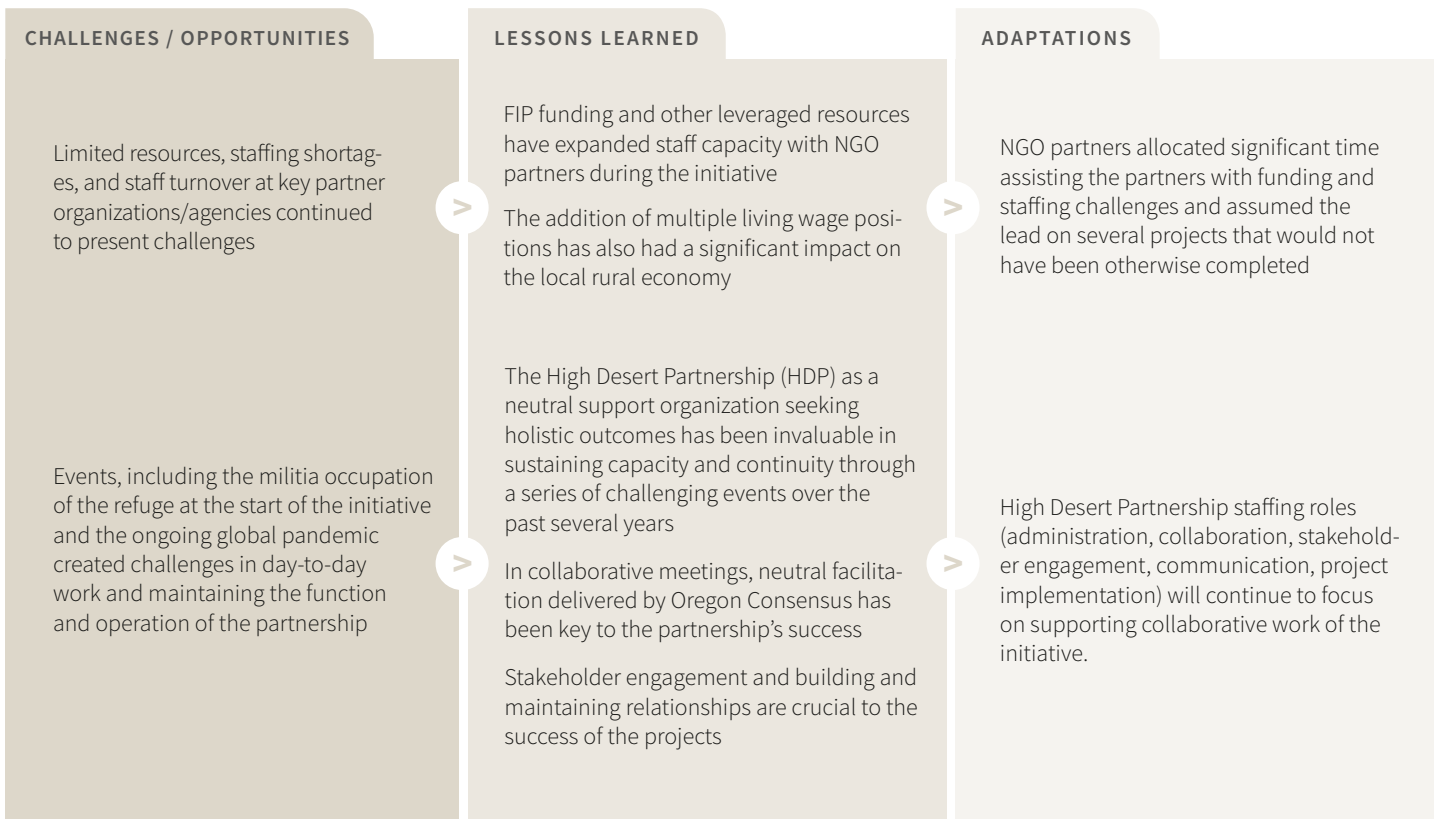 CHALLENGES / OPPORTUNITIES
Limited resources, staffing shortag-
es, and staff turnover at key partner
organizations/agencies continued
to present challenges
>
Events, including the militia occupation
of the refuge at the start of the initiative
and the ongoing global pandemic
created challenges in day-to-day
work and maintaining the function
and operation of the partnership
>
LESSONS LEARNED
FIP funding and other leveraged resources
have expanded staff capacity with NGO
partners during the initiative
The addition of multiple living wage posi-
tions has also had a significant impact on
the local rural economy
>
The High Desert Partnership (HDP) as a
neutral support organization seeking
holistic outcomes has been invaluable in
sustaining capacity and continuity through
a series of challenging events over the
past several years
In collaborative meetings, neutral facilita-
tion delivered by Oregon Consensus has
been key to the partnership’s success
Stakeholder engagement and building and
maintaining relationships are crucial to the
success of the projects
>
ADAPTATIONS
NGO partners allocated significant time
assisting the partners with funding and
staffing challenges and assumed the
lead on several projects that would not
have been otherwise completed
High Desert Partnership staffing roles
(administration, collaboration, stakehold-
er engagement, communication, project
implementation) will continue to focus
on supporting collaborative work of the
initiative.